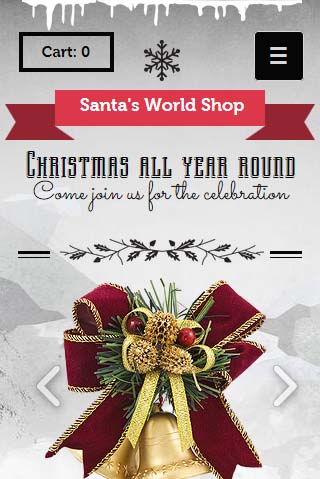 Cart: 0
Santa's World Shop
Christmas all year round
Come join us for the celebration